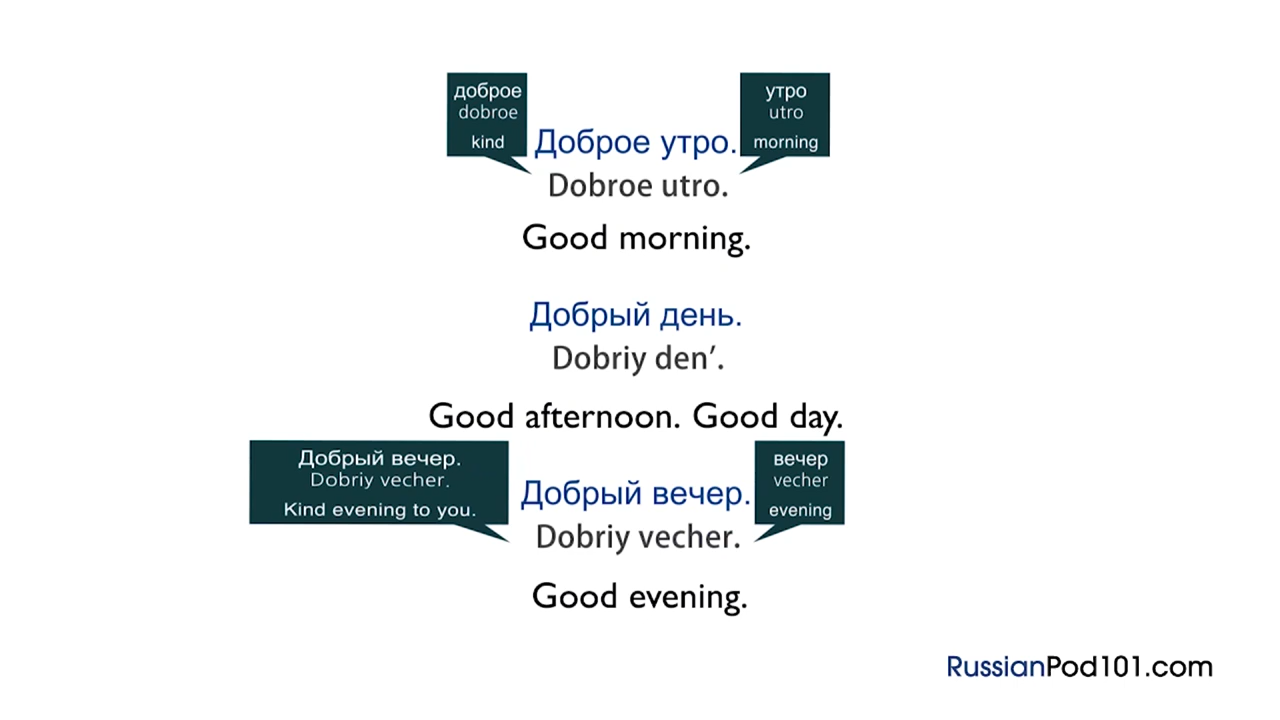 доброе
dobroe
kind
утро
utro
morning
Доброе утро.
Dobroe utro.
Good morning.
Добрый день.
Dobriy den’.
Good afternoon. Good day.
Добрый вечер.
Dobriy vecher.
Kind evening to you.
вечер
vecher
evening
Добрый вечер.
Dobriy vecher.
Good evening.
RussianPod101.com